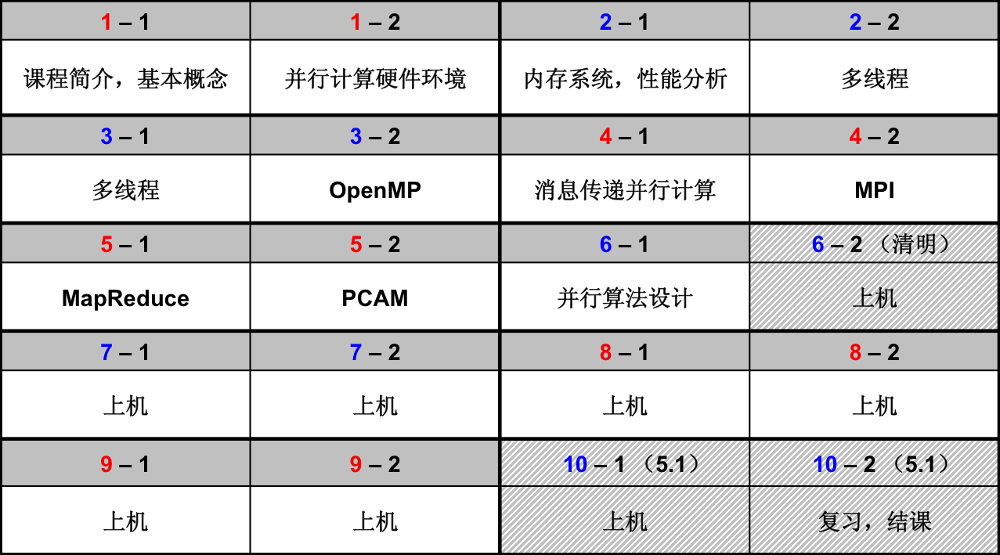 1 – 1
1 – 2
2 – 1
2 – 2
课程简介，基本概念
并行计算硬件环境
内存系统，性能分析
多线程
3 – 1
3 – 2
4 – 1
4 – 2
多线程
OpenMP
消息传递并行计算
MPI
5 – 1
5 – 2
6 – 1
6 – 2 （清明）
MapReduce
PCAM
并行算法设计
上机
7 – 1
7 – 2
8 – 1
8 – 2
上机
上机
上机
上机
9 – 1
9 – 2
10 – 1 （5.1）
10 – 2 （5.1）
上机
上机
上机
复习，结课